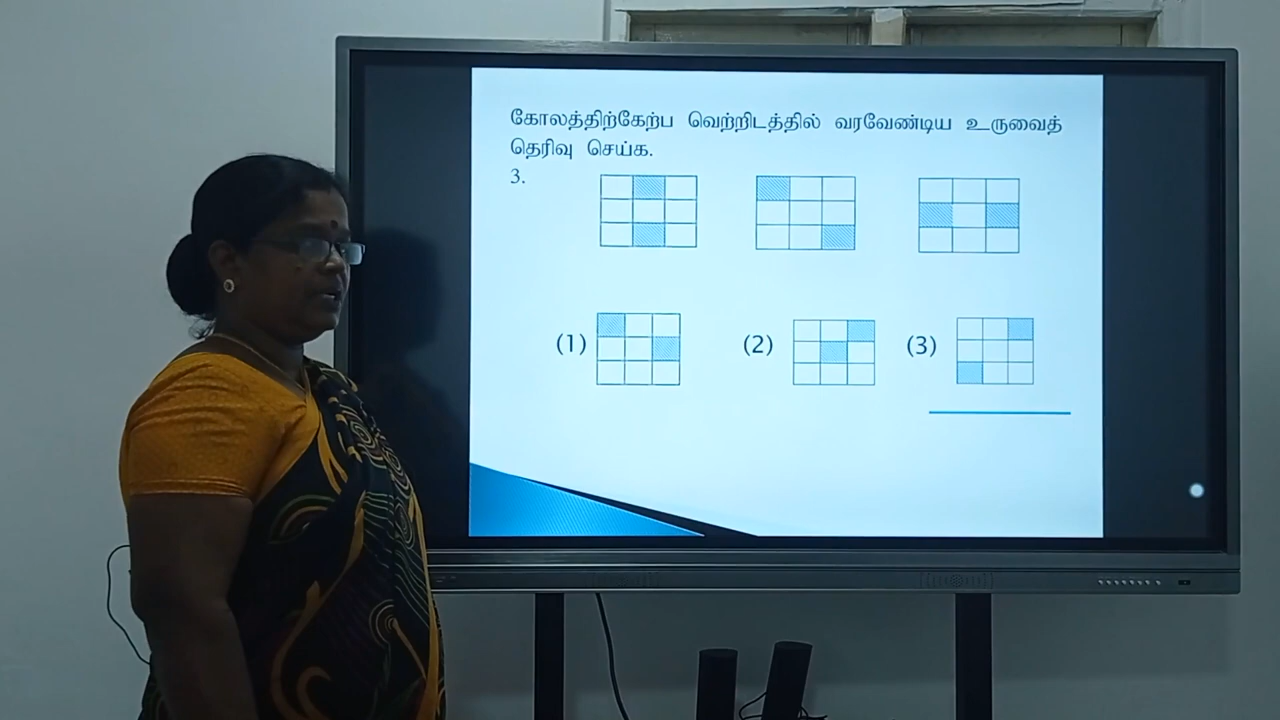 கோலத்திற்கேற்ப வெற்றிடத்தில் வரவேண்டிய உருவைத்
தெரிவு செய்க.
3.
(1) (2) (3)